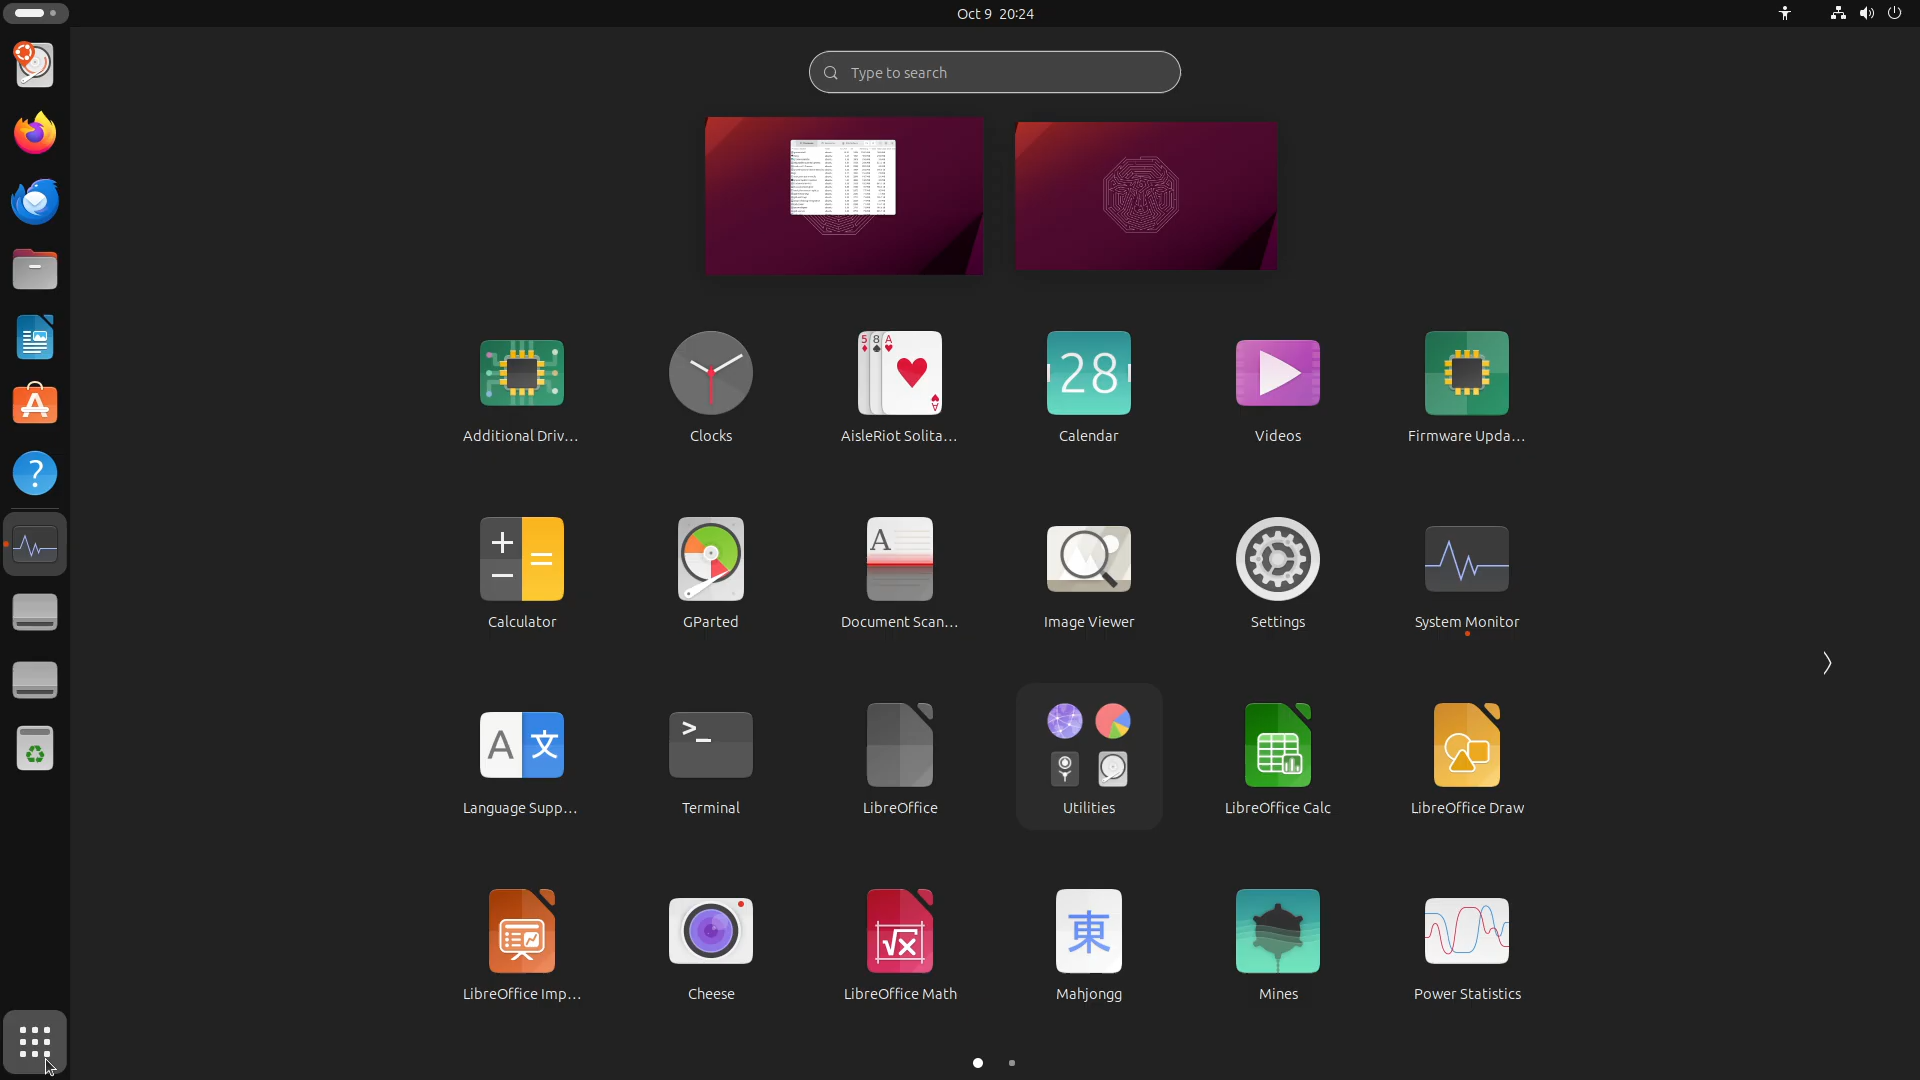 Oct 9 20:24
Type to search
Additional Driv...
Clocks
AisleRiot Solita...
28
Calendar
Videos
Firmware Upda...
Calculator
GParted
Document Scan...
Image Viewer
Settings
System Monitor
Language Supp...
Terminal
LibreOffice
Utilities
LibreOffice Calc
LibreOffice Draw
LibreOffice Imp...
Cheese
LibreOffice Math
東
Mahjongg
Mines
Power Statistics